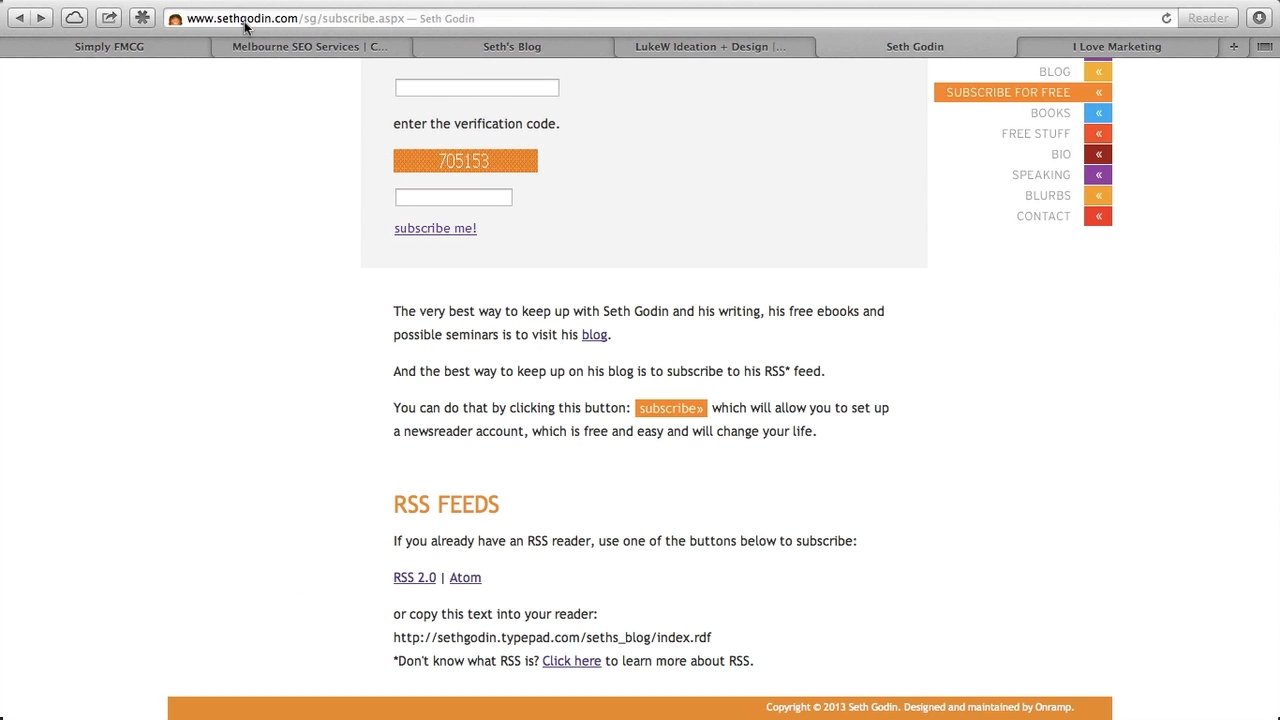 www.sethgodin.com/sg/subscribe.aspx — Seth Godin
Reader
Simply FMCG
Melbourne SEO Services | C...
Seth's Blog
LukeW Ideation + Design |...
Seth Godin
I Love Marketing
BLOG «
SUBSCRIBE FOR FREE «
BOOKS «
FREE STUFF «
BIO «
SPEAKING «
BLURBS «
CONTACT «
enter the verification code.
705153
subscribe me!
The very best way to keep up with Seth Godin and his writing, his free ebooks and
possible seminars is to visit his blog.
And the best way to keep up on his blog is to subscribe to his RSS* feed.
You can do that by clicking this button: subscribe» which will allow you to set up
a newsreader account, which is free and easy and will change your life.
RSS FEEDS
If you already have an RSS reader, use one of the buttons below to subscribe:
RSS 2.0 | Atom
or copy this text into your reader:
http://sethgodin.typepad.com/seths_blog/index.rdf
*Don't know what RSS is? Click here to learn more about RSS.
Copyright © 2013 Seth Godin. Designed and maintained by Onramp.